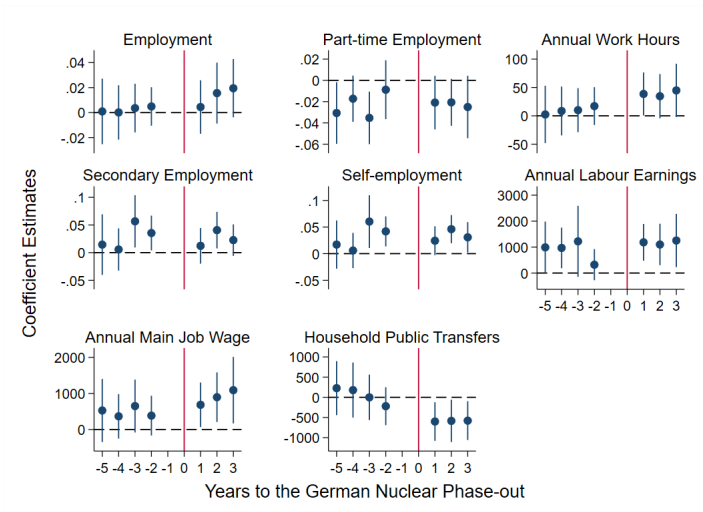 Employment
.04
.02
0
-.02
Part-time Employment
.02
0
-.02
-.04
-.06
Annual Work Hours
100
50
0
-50
Coefficient Estimates
Secondary Employment
.1
.05
0
-.05
Self-employment
.1
.05
0
-.05
Annual Labour Earnings
3000
2000
1000
0
-5 -4 -3 -2 -1 0 1 2 3
Annual Main Job Wage
2000
1000
0
-5 -4 -3 -2 -1 0 1 2 3
Household Public Transfers
1000
500
0
-500
-1000
-5 -4 -3 -2 -1 0 1 2 3
Years to the German Nuclear Phase-out